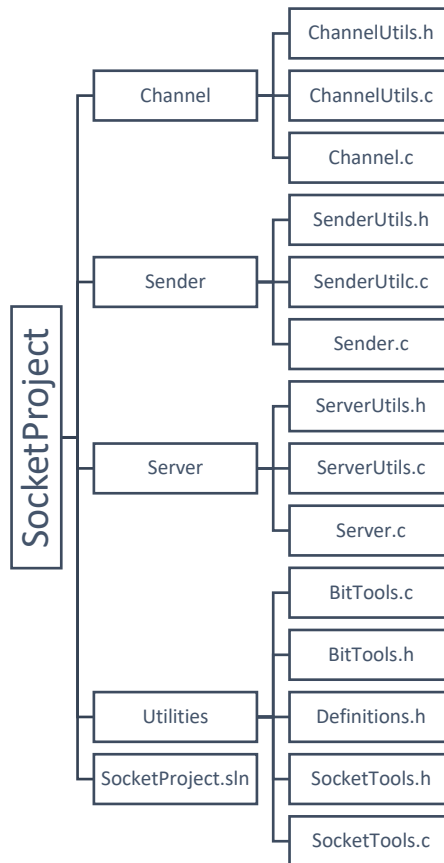 SocketProject
Channel
ChannelUtils.h
ChannelUtils.c
Channel.c
Sender
SenderUtils.h
SenderUtilc.c
Sender.c
Server
ServerUtils.h
ServerUtils.c
Server.c
Utilities
BitTools.c
BitTools.h
Definitions.h
SocketTools.h
SocketTools.c
SocketProject.sln